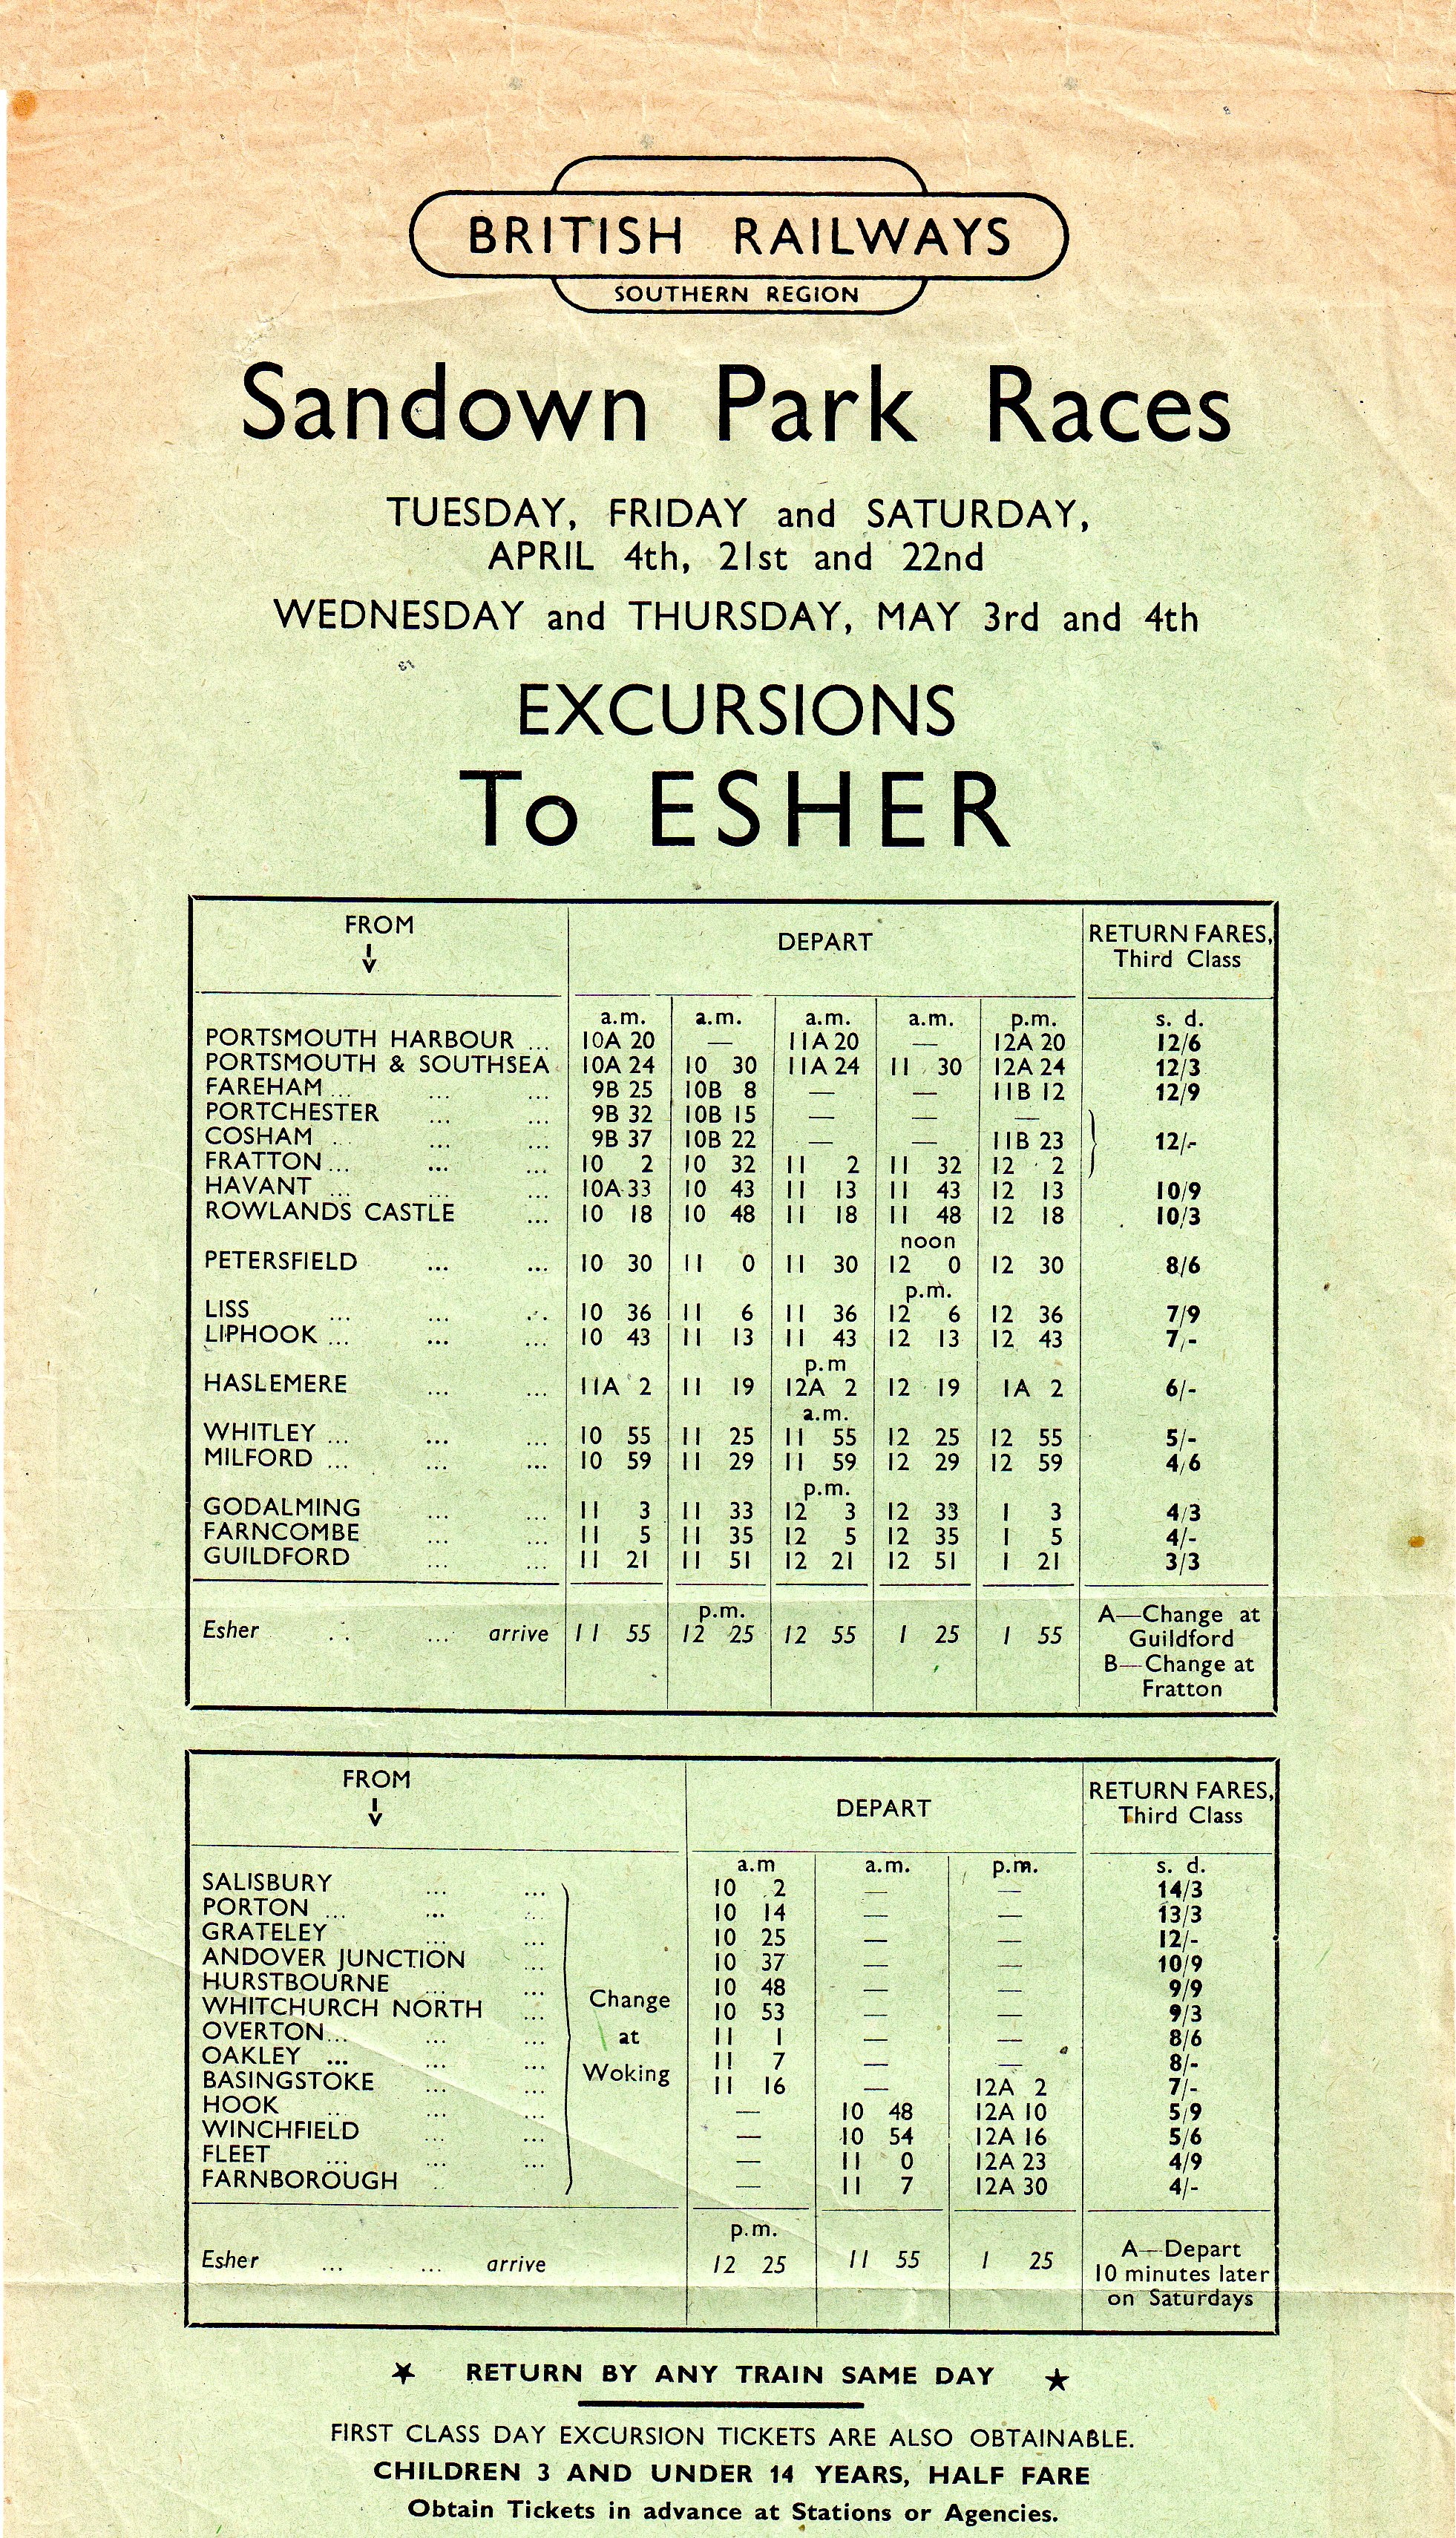 BRITISH RAILWAYS
SOUTHERN REGION
Sandown Park Races
TUESDAY, FRIDAY and SATURDAY,
APRIL 4th, 21st and 22nd
WEDNESDAY and THURSDAY, MAY 3rd and 4th
EXCURSIONS
To ESHER
FROM DEPART RETURN FARES, Third Class
a.m. a.m. a.m. a.m. p.m. s. d.
PORTSMOUTH HARBOUR ... 10A 20 — 11A 20 — 12A 20 12/6
PORTSMOUTH & SOUTHSEA 10A 24 10 30 11A 24 11 30 12A 24 12/3
FAREHAM ... ... ... 9B 25 10B 8 — — 11B 12 12/9
PORTCHESTER ... ... 9B 32 10B 15 — — —
COSHAM ... ... ... 9B 37 10B 22 — — 11B 23 12/-
FRATTON ... ... ... 10 2 10 32 11 2 11 32 12 2
HAVANT ... ... ... 10A 33 10 43 11 13 11 43 12 13 10/9
ROWLANDS CASTLE ... 10 18 10 48 11 18 11 48 12 18 10/3
noon
PETERSFIELD ... ... 10 30 11 0 11 30 12 0 12 30 8/6
p.m.
LISS ... ... ... 10 36 11 6 11 36 12 6 12 36 7/9
LIPHOOK ... ... ... 10 43 11 13 11 43 12 13 12 43 7/-
p.m
HASLEMERE ... ... 11A 2 11 19 12A 2 12 19 1A 2 6/-
a.m.
WHITLEY ... ... ... 10 55 11 25 11 55 12 25 12 55 5/-
MILFORD ... ... ... 10 59 11 29 11 59 12 29 12 59 4/6
p.m.
GODALMING ... ... 11 3 11 33 12 3 12 33 1 3 4/3
FARNCOMBE ... ... 11 5 11 35 12 5 12 35 1 5 4/-
GUILDFORD ... ... 11 21 11 51 12 21 12 51 1 21 3/3
p.m.
Esher ... ... arrive 11 55 12 25 12 55 1 25 1 55
A—Change at
Guildford
B—Change at
Fratton
FROM DEPART RETURN FARES, Third Class
a.m a.m. p.m. s. d.
SALISBURY ... ... 10 2 — — 14/3
PORTON ... ... ... 10 14 — — 13/3
GRATELEY ... ... 10 25 — — 12/-
ANDOVER JUNCTION ... 10 37 — — 10/9
HURSTBOURNE ... ... 10 48 — — 9/9
WHITCHURCH NORTH ... 10 53 — — 9/3
OVERTON... ... ... 11 1 — — 8/6
OAKLEY ... ... ... 11 7 — — 8/-
BASINGSTOKE ... ... 11 16 — 12A 2 7/-
HOOK ... ... ... — 10 48 12A 10 5/9
WINCHFIELD ... ... — 10 54 12A 16 5/6
FLEET ... ... ... — 11 0 12A 23 4/9
FARNBOROUGH — 11 7 12A 30 4/-
Change
at
Woking
p.m.
Esher ... ... arrive 12 25 11 55 1 25
A—Depart
10 minutes later
on Saturdays
RETURN BY ANY TRAIN SAME DAY
FIRST CLASS DAY EXCURSION TICKETS ARE ALSO OBTAINABLE.
CHILDREN 3 AND UNDER 14 YEARS, HALF FARE
Obtain Tickets in advance at Stations or Agencies.